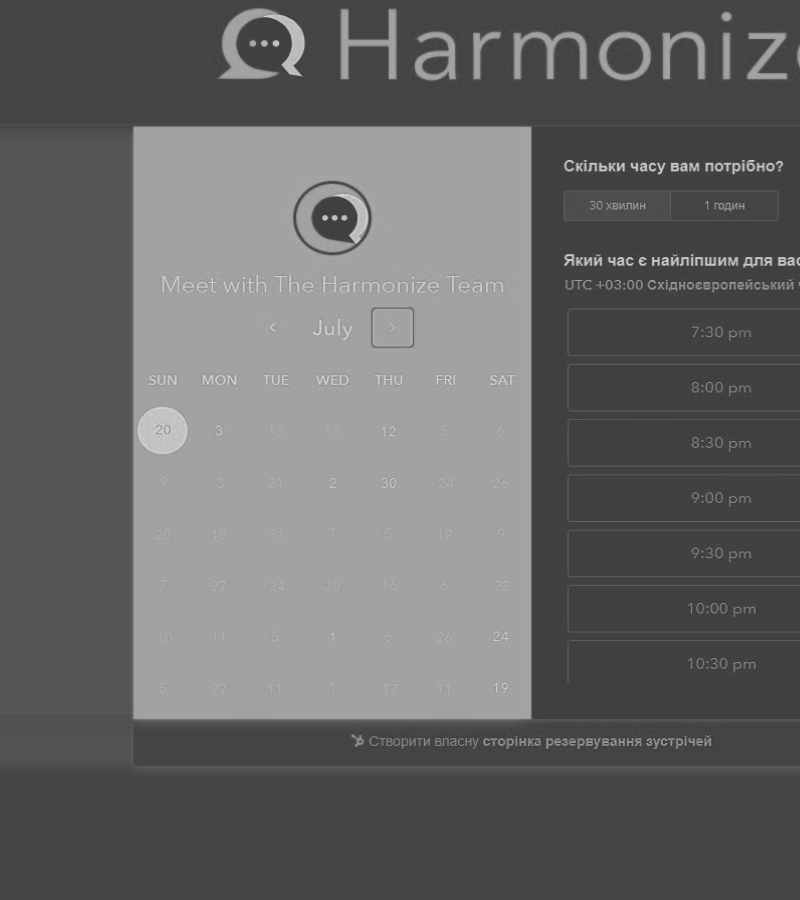 Harmoniz
Meet with The Harmonize Team
July
SUN MON TUE WED THU FRI SAT
20 3 13 13 12 5 6
9 3 21 2 30 24 26
20 18 31 7 5 19 9
7 27 24 20 16 6 22
10 11 5 1 6 26 24
5 27 11 1 17 11 19
Скільки часу вам потрібно?
30 хвилин 1 годин
Який час є найліпшим для вас
UTC +03:00 Східноєвропейський
7:30 pm
8:00 pm
8:30 pm
9:00 pm
9:30 pm
10:00 pm
10:30 pm
Створити власну сторінка резервування зустрічей